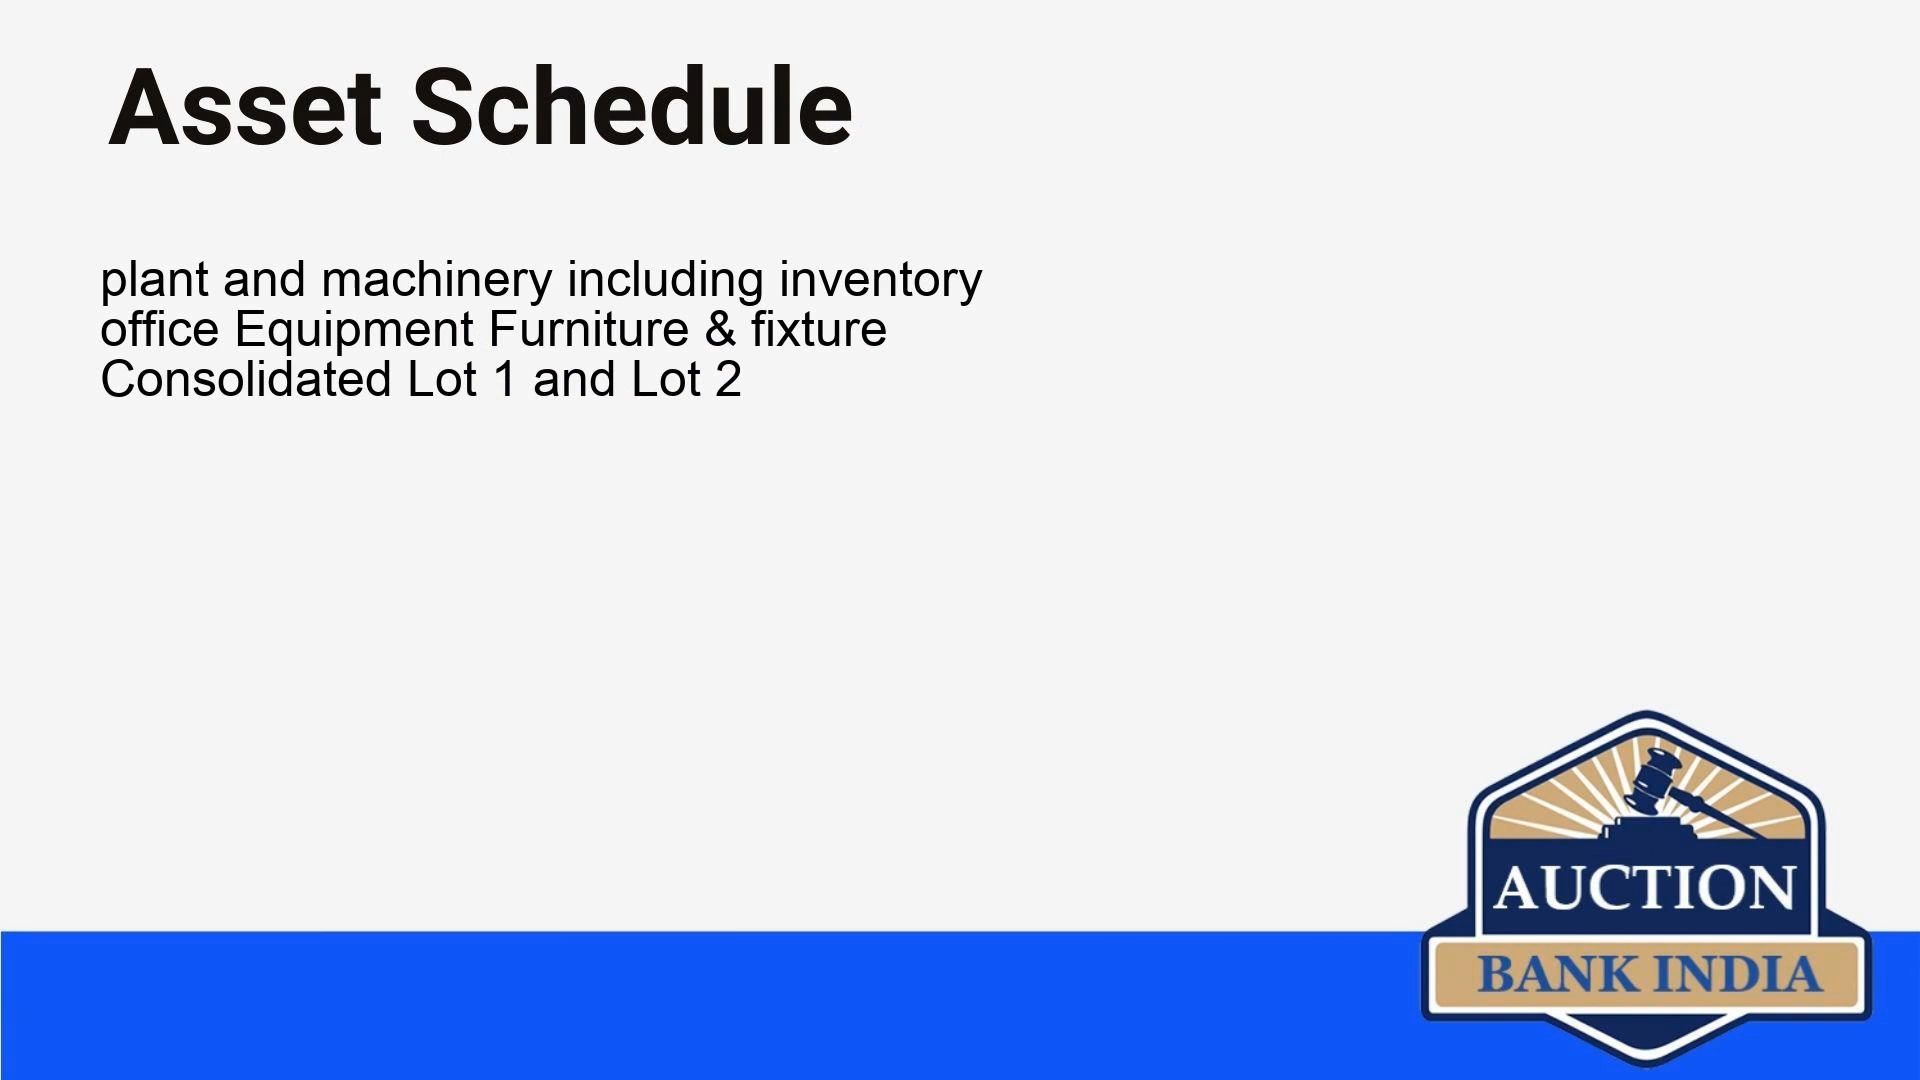 Asset Schedule
plant and machinery including inventory
office Equipment Furniture & fixture
Consolidated Lot 1 and Lot 2
AUCTION
BANK INDIA